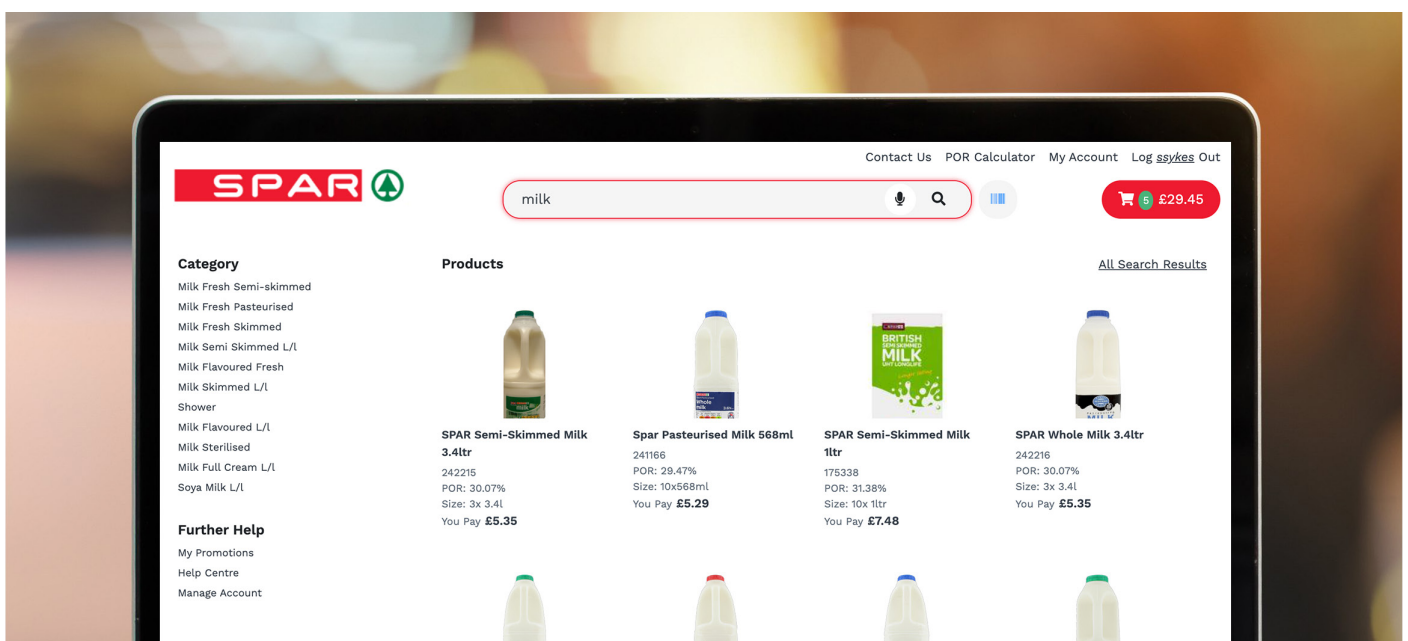 Contact Us POR Calculator My Account Log ssykes Out
SPAR
milk
5 £29.45
Category
Milk Fresh Semi-skimmed
Milk Fresh Pasteurised
Milk Fresh Skimmed
Milk Semi Skimmed L/l
Milk Flavoured Fresh
Milk Skimmed L/l
Shower
Milk Flavoured L/l
Milk Sterilised
Milk Full Cream L/l
Soya Milk L/l
Further Help
My Promotions
Help Centre
Manage Account
Products
All Search Results
SPAR Semi-Skimmed Milk
3.4ltr
242215
POR: 30.07%
Size: 3x 3.4l
You Pay £5.35
Whole
milk
Spar Pasteurised Milk 568ml
241166
POR: 29.47%
Size: 10x568ml
You Pay £5.29
BRITISH
SEMI SKIMMED
MILK
UHT LONGLIFE
SPAR Semi-Skimmed Milk
1ltr
175338
POR: 31.38%
Size: 10x 1ltr
You Pay £7.48
MILK
SPAR Whole Milk 3.4ltr
242216
POR: 30.07%
Size: 3x 3.4l
You Pay £5.35